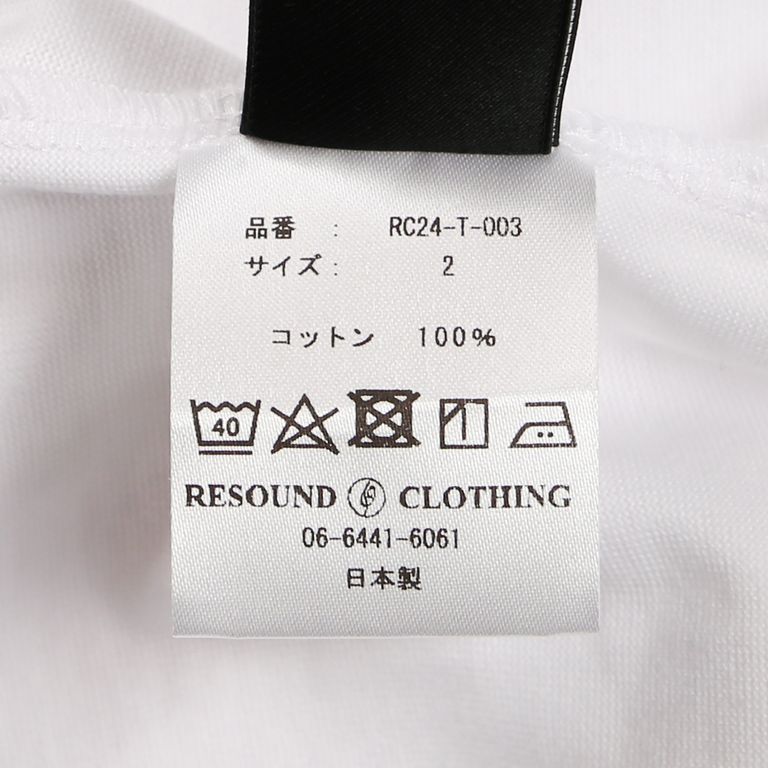 品番 : RC24-T-003
サイズ : 2
コットン 100%
40
RESOUND CLOTHING
06-6441-6061
日本製